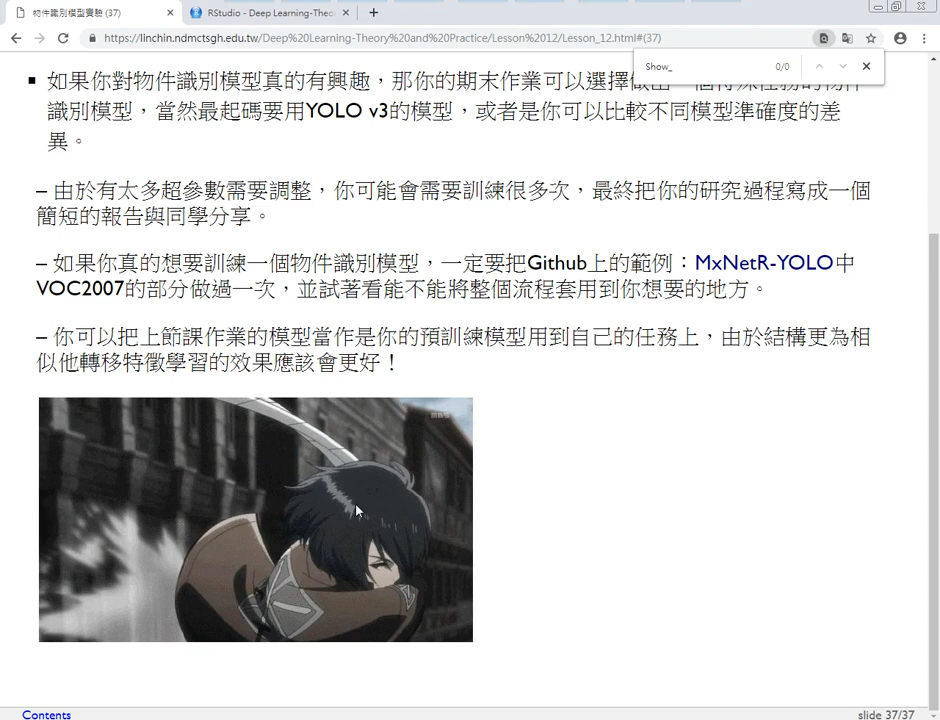 物件識別模型實驗 (37)
RStudio - Deep Learning-Theo
https://linchin.ndmctsgh.edu.tw/Deep%20Learning-Theory%20and%20Practice/Lesson%2012/Lesson_12.html#(37)
Show_
0/0
如果你對物件識別模型真的有興趣，那你的期末作業可以選擇
識別模型，當然最起碼要用YOLO v3的模型，或者是你可以比較不同模型準確度的差
異。
– 由於有太多超參數需要調整，你可能會需要訓練很多次，最終把你的研究過程寫成一個
簡短的報告與同學分享。
– 如果你真的想要訓練一個物件識別模型，一定要把Github上的範例：MxNetR-YOLO中
VOC2007的部分做過一次，並試著看能不能將整個流程套用到你想要的地方。
– 你可以把上節課作業的模型當作是你的預訓練模型用到自己的任務上，由於結構更為相
似他轉移特徵學習的效果應該會更好！
Contents
slide 37/37